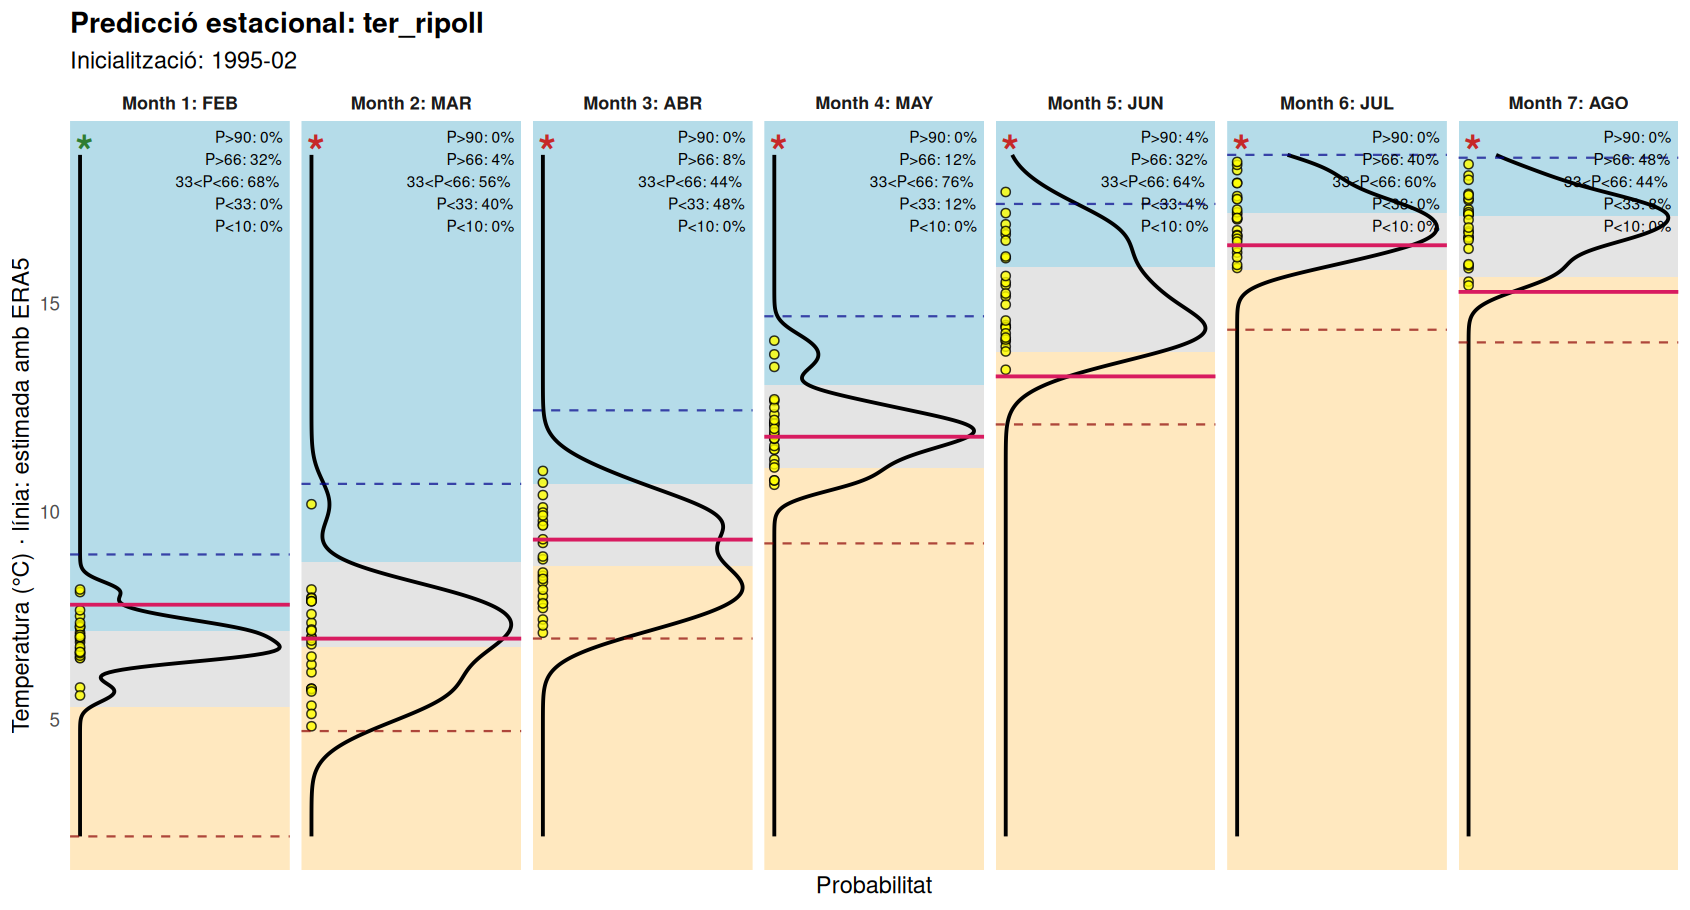 Predicció estacional: ter_ripoll
Inicialització: 1995-02
Month 1: FEB
P>90: 0%
P>66: 32%
33<P<66: 68%
P<33: 0%
P<10: 0%
Month 2: MAR
P>90: 0%
P>66: 4%
33<P<66: 56%
P<33: 40%
P<10: 0%
Month 3: ABR
P>90: 0%
P>66: 8%
33<P<66: 44%
P<33: 48%
P<10: 0%
Month 4: MAY
P>90: 0%
P>66: 12%
33<P<66: 76%
P<33: 12%
P<10: 0%
Month 5: JUN
P>90: 4%
P>66: 32%
33<P<66: 64%
P<33: 4%
P<10: 0%
Month 6: JUL
P>90: 0%
P>66: 40%
33<P<66: 60%
P<33: 0%
P<10: 0%
Month 7: AGO
P>90: 0%
P>66: 48%
33<P<66: 44%
P<33: 8%
P<10: 0%
Temperatura (°C) · línia: estimada amb ERA5
15
10
5
Probabilitat